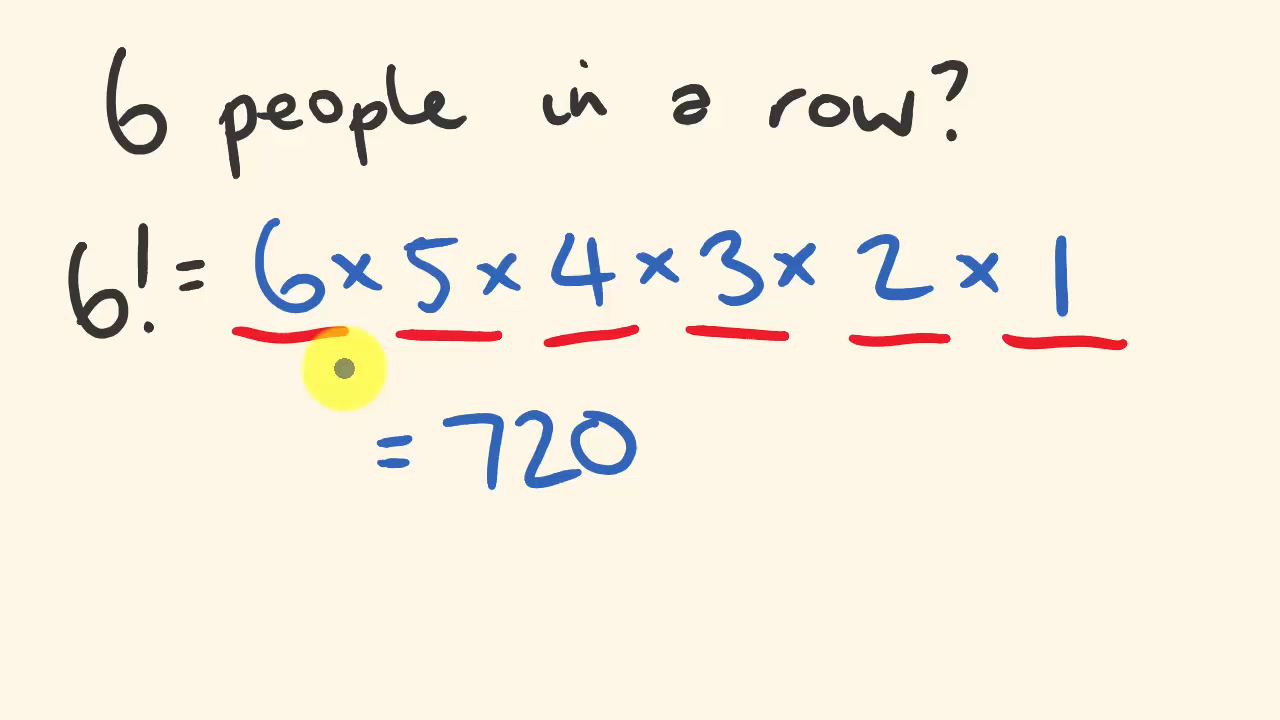 6 people in a row?
6! = 6 x 5 x 4 x 3 x 2 x 1
= 720